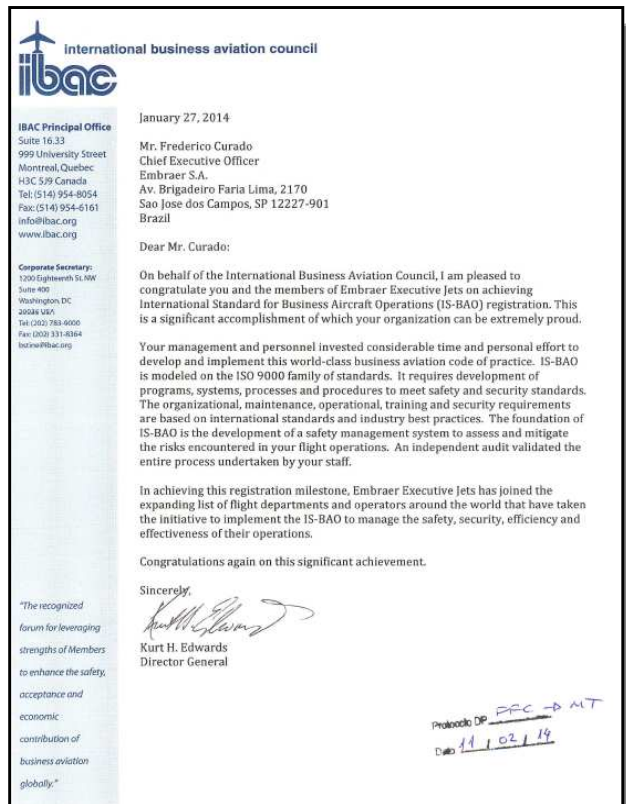 international business aviation council
ibac
IBAC Principal Office
Suite 16.33
999 University Street
Montreal, Quebec
H3C 5J9 Canada
Tel: (514) 954-8054
Fax: (514) 954-6161
info@ibac.org
www.ibac.org
Corporate Secretary:
1200 Eighteenth St. NW
Suite 400
Washington, DC
20036 USA
Tel: (202) 783-9000
Fax: (202) 331-8364
bstine@ibac.org
"The recognized
forum for leveraging
strengths of Members
to enhance the safety,
acceptance and
economic
contribution of
business aviation
globally."
January 27, 2014
Mr. Frederico Curado
Chief Executive Officer
Embraer S.A.
Av. Brigadeiro Faria Lima, 2170
Sao Jose dos Campos, SP 12227-901
Brazil
Dear Mr. Curado:
On behalf of the International Business Aviation Council, I am pleased to
congratulate you and the members of Embraer Executive Jets on achieving
International Standard for Business Aircraft Operations (IS-BAO) registration. This
is a significant accomplishment of which your organization can be extremely proud.
Your management and personnel invested considerable time and personal effort to
develop and implement this world-class business aviation code of practice. IS-BAO
is modeled on the ISO 9000 family of standards. It requires development of
programs, systems, processes and procedures to meet safety and security standards.
The organizational, maintenance, operational, training and security requirements
are based on international standards and industry best practices. The foundation of
IS-BAO is the development of a safety management system to assess and mitigate
the risks encountered in your flight operations. An independent audit validated the
entire process undertaken by your staff.
In achieving this registration milestone, Embraer Executive Jets has joined the
expanding list of flight departments and operators around the world that have taken
the initiative to implement the IS-BAO to manage the safety, security, efficiency and
effectiveness of their operations.
Congratulations again on this significant achievement.
Sincerely,
Kurt H. Edwards
Director General
Protocolo DP FFC → MT
Data 11 / 02 / 14